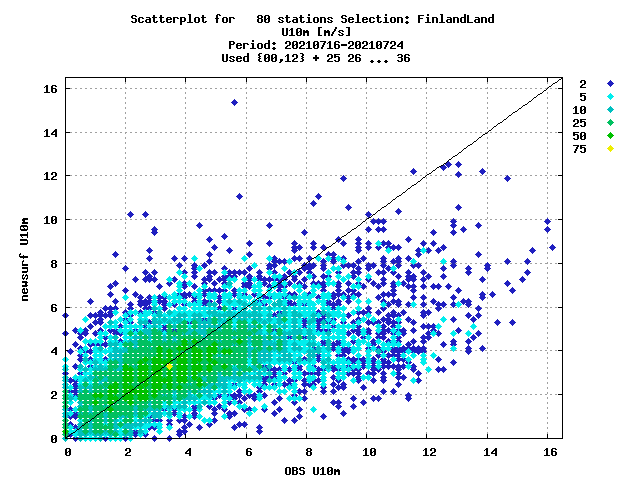 Scatterplot for   80 stations Selection: FinlandLand
U10m [m/s]
Period: 20210716-20210724
Used {00,12} + 25 26 ... 36
2
5
10
25
50
75
16
14
12
10
8
6
4
2
0
newsurf U10m
0 2 4 6 8 10 12 14 16
OBS U10m